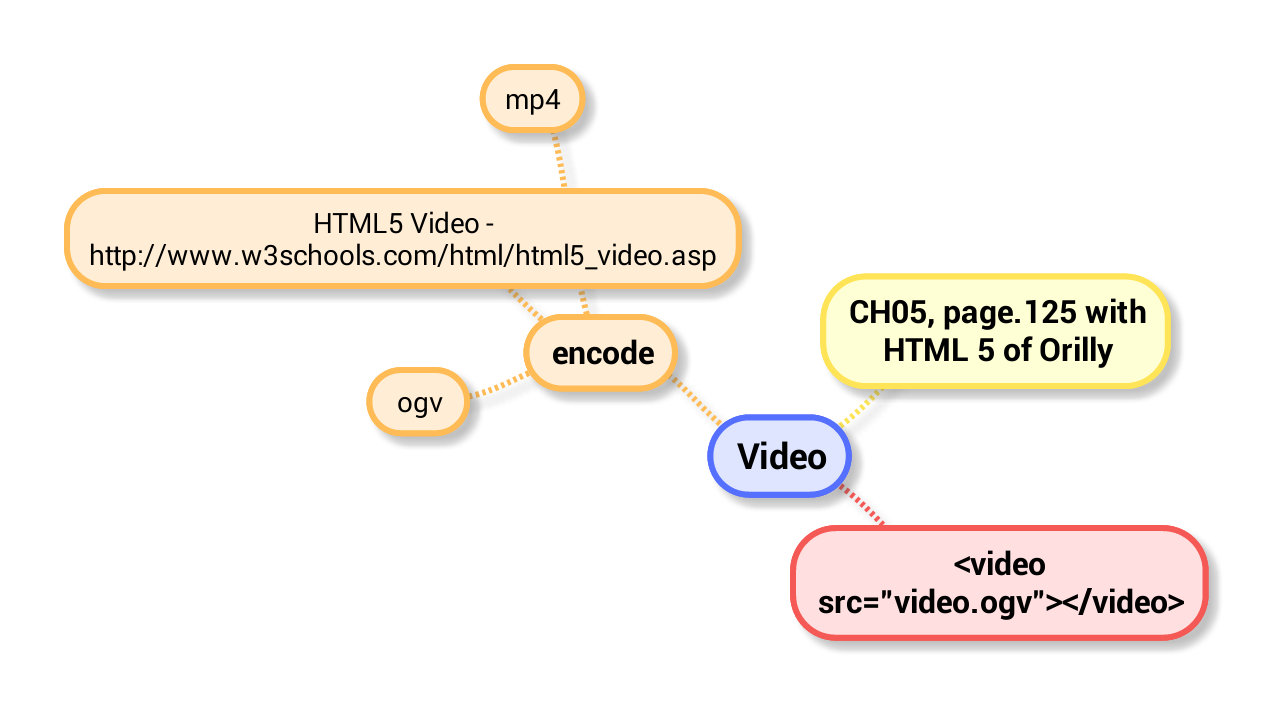 mp4
HTML5 Video -
http://www.w3schools.com/html/html5_video.asp
CH05, page.125 with
HTML 5 of Orilly
encode
ogv
Video
<video
src="video.ogv"></video>